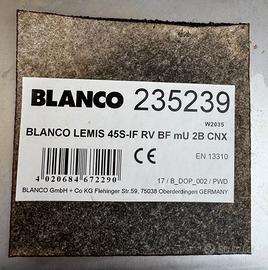 BLANCO 235239
W2035
BLANCO LEMIS 45S-IF RV BF mU 2B CNX
CE EN 13310
4 020684 672290
17 / B_DOP_002 / PWD
BLANCO GmbH + Co KG Flehinger Str.59, 75038 Oberderdingen GERMANY